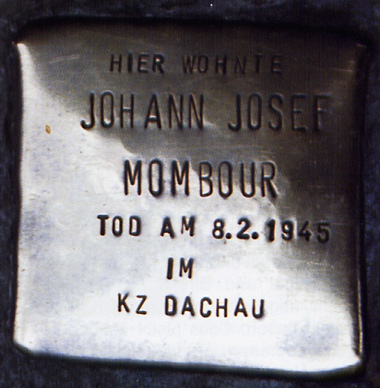 HIER WOHNTE
JOHANN JOSEF
MOMBOUR
TOD AM 8.2.1945
IM
KZ DACHAU